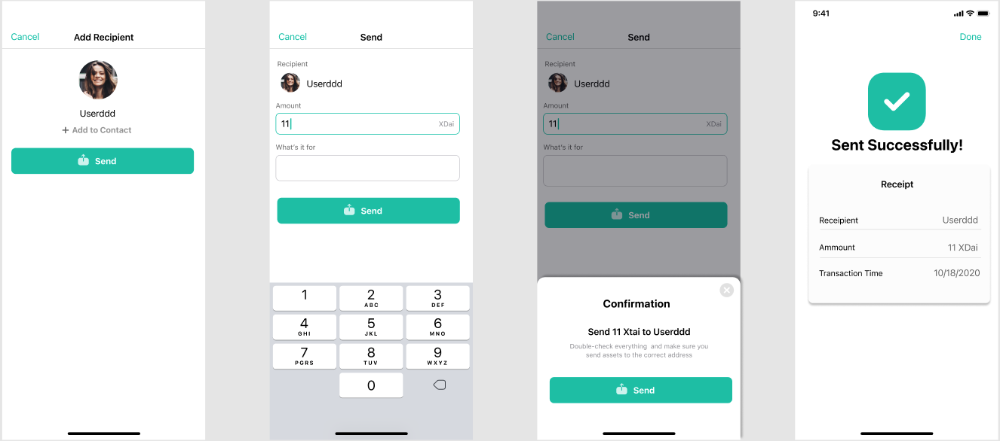 Cancel Add Recipient
Userddd
+ Add to Contact
Send
Cancel Send
Recipient
Userddd
Amount
11 XDai
What's it for
Send
1 2 3
ABC DEF
4 5 6
GHI JKL MNO
7 8 9
PGRS TUV WXYZ
0
Cancel Send
Recipient
Userddd
Amount
11 XDai
What's it for
Send
Confirmation
Send 11 Xtai to Userddd
Double-check everything and make sure you
send assets to the correct address
Send
9:41
Done
Sent Successfully!
Receipt
Receipient Userddd
Ammount 11 XDai
Transaction Time 10/18/2020